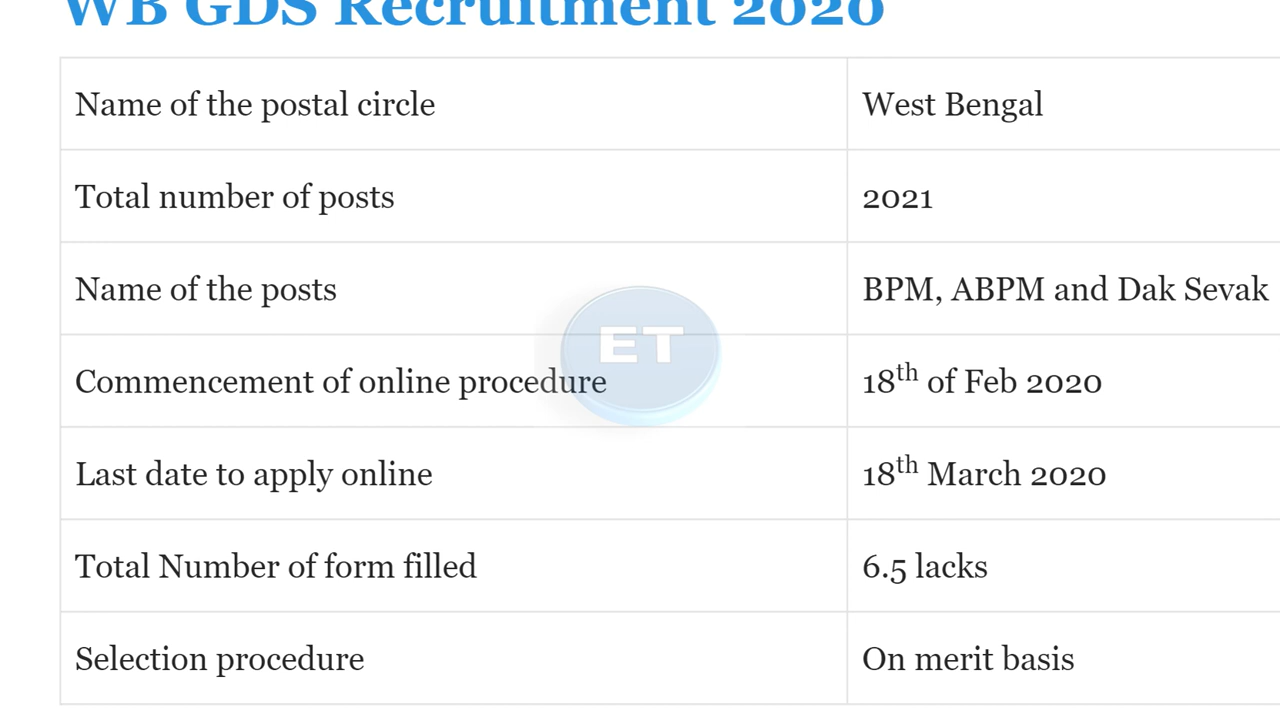 WB GDS Recruitment 2020
Name of the postal circle West Bengal
Total number of posts 2021
Name of the posts BPM, ABPM and Dak Sevak
ET
Commencement of online procedure 18th of Feb 2020
Last date to apply online 18th March 2020
Total Number of form filled 6.5 lacks
Selection procedure On merit basis